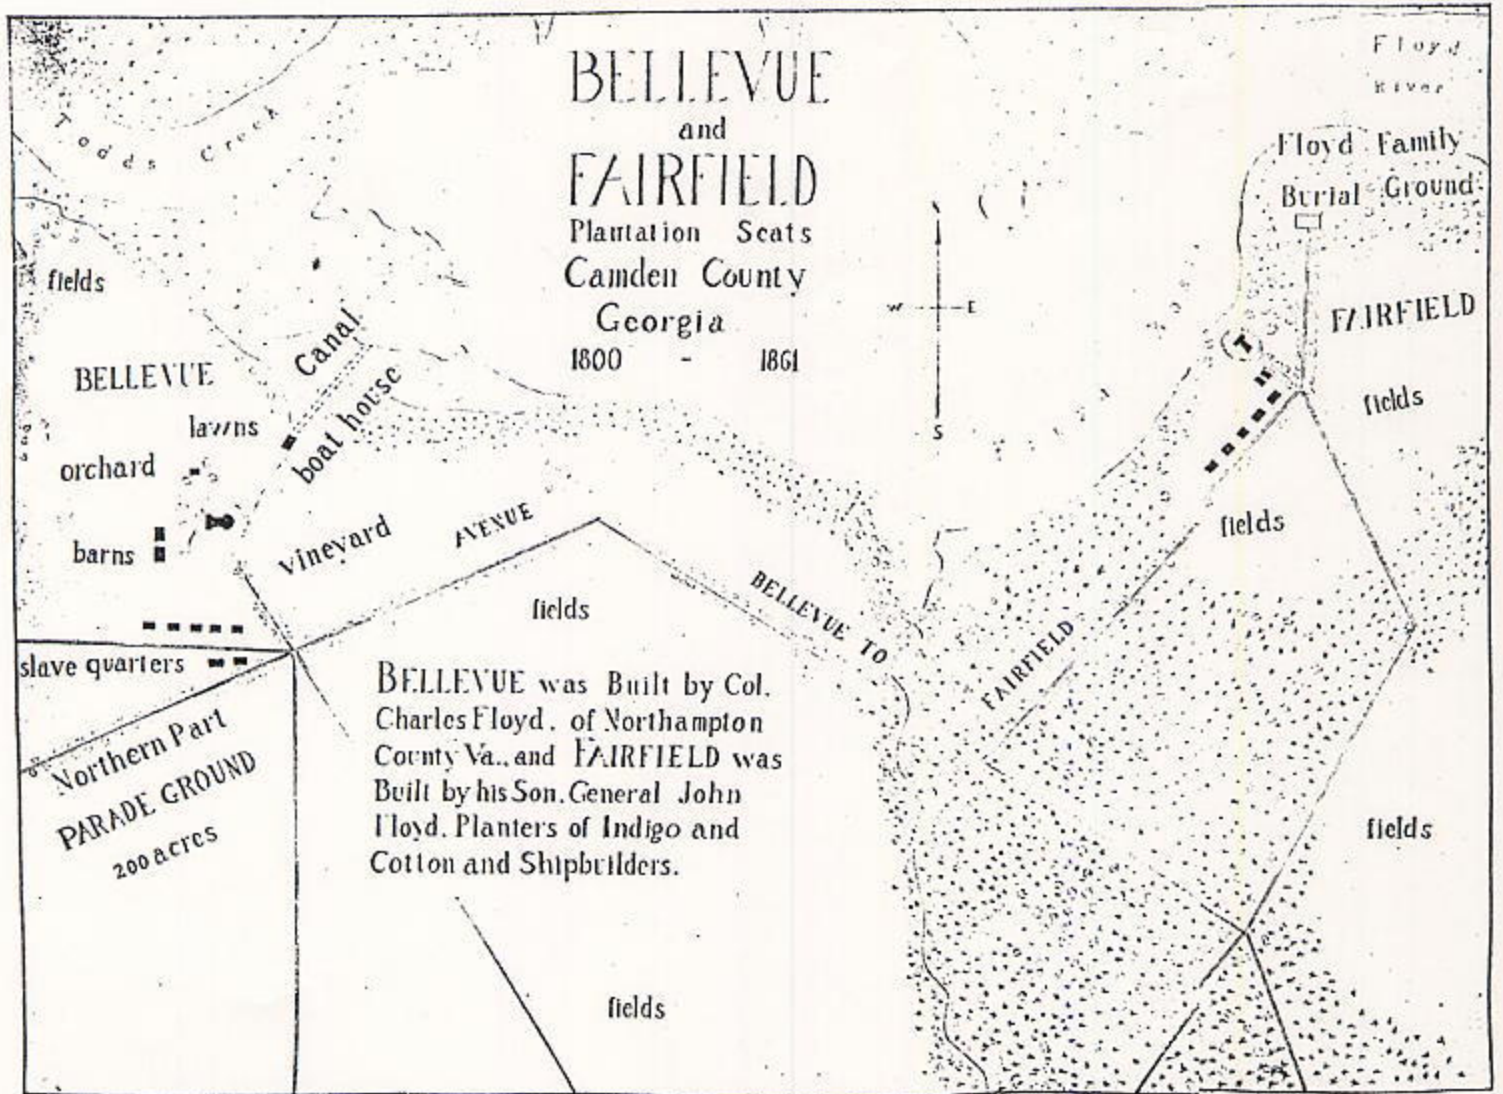 BELLEVUE
and
FAIRFIELD
Plantation Seats
Camden County
Georgia
1800 - 1861
Floyd
River
Floyd Family
Burial Ground
FAIRFIELD
fields
fields
fields
Todds Creek
fields
BELLEVUE
Canal
boat house
lawns
orchard
barns
vineyard
AVENUE
BELLEVUE TO
FAIRFIELD
W E
S
fields
slave quarters
Northern Part
PARADE GROUND
200 acres
BELLEVUE was Built by Col.
Charles Floyd, of Northampton
County Va., and FAIRFIELD was
Built by his Son, General John
Floyd, Planters of Indigo and
Cotton and Shipbuilders.
fields